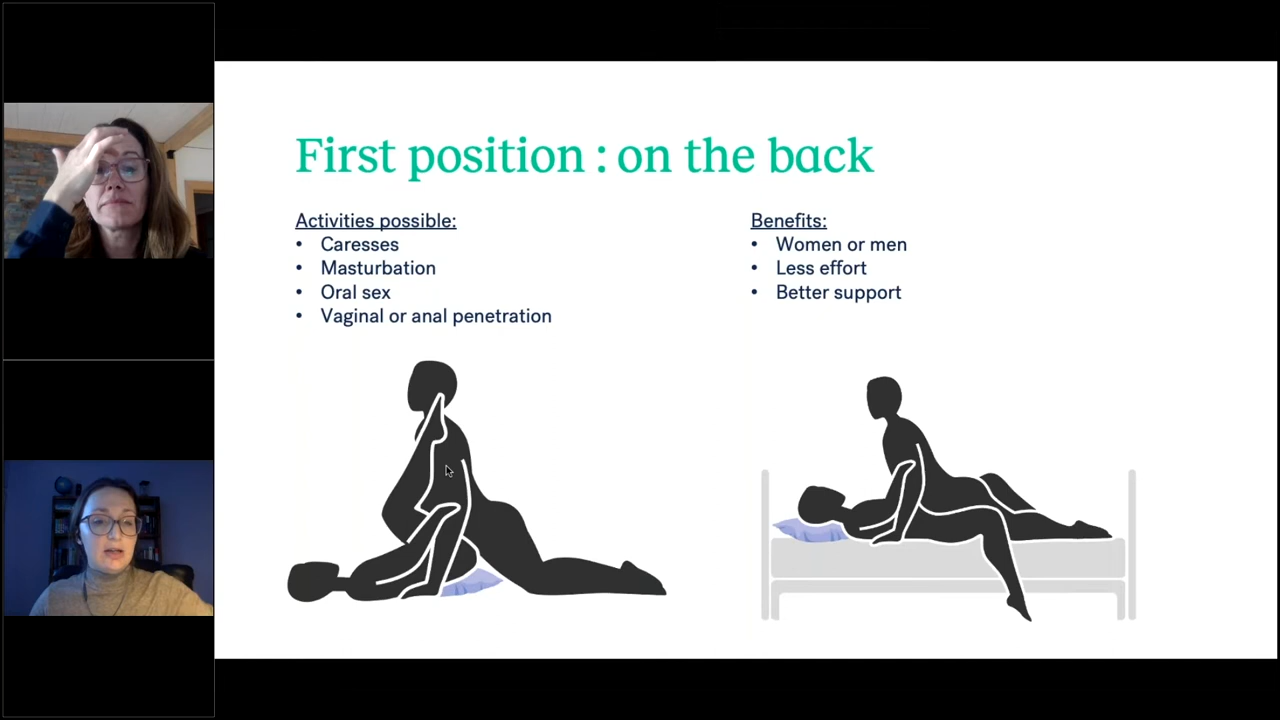 First position : on the back
Activities possible:
• Caresses
• Masturbation
• Oral sex
• Vaginal or anal penetration
Benefits:
• Women or men
• Less effort
• Better support